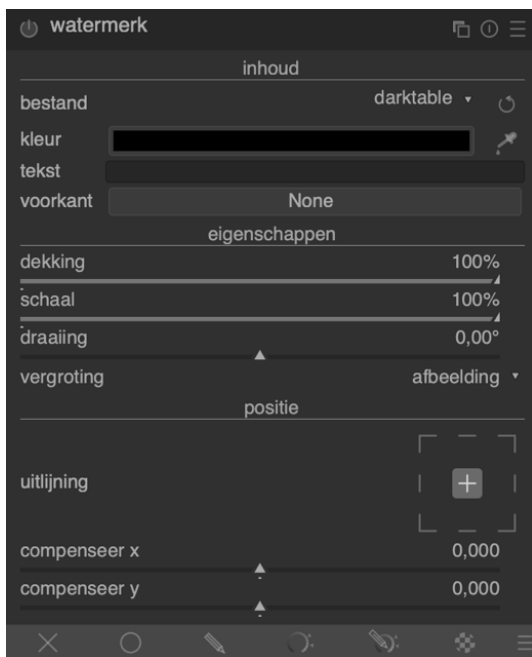 watermerk
inhoud
bestand darktable
kleur
tekst
voorkant None
eigenschappen
dekking 100%
schaal 100%
draaiing 0,00°
vergroting afbeelding
positie
uitlijning
compenseer x 0,000
compenseer y 0,000